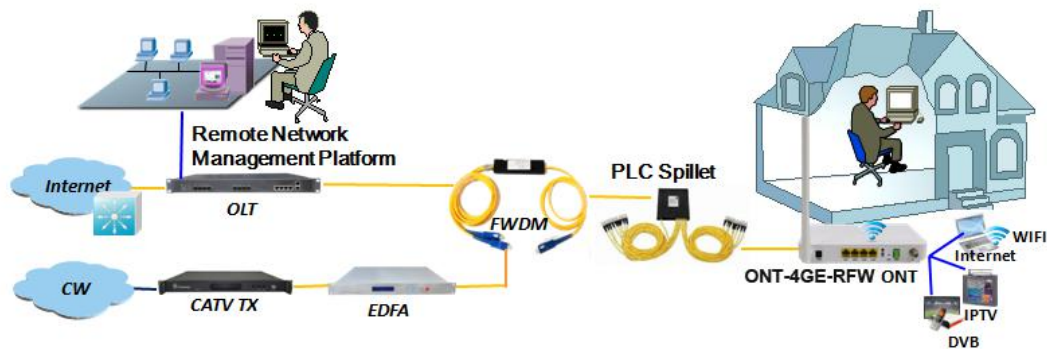 Remote Network
Management Platform
Internet
OLT
FWDM
PLC Spillet
CW
CATV TX
EDFA
ONT-4GE-RFW ONT
WIFI
Internet
IPTV
DVB